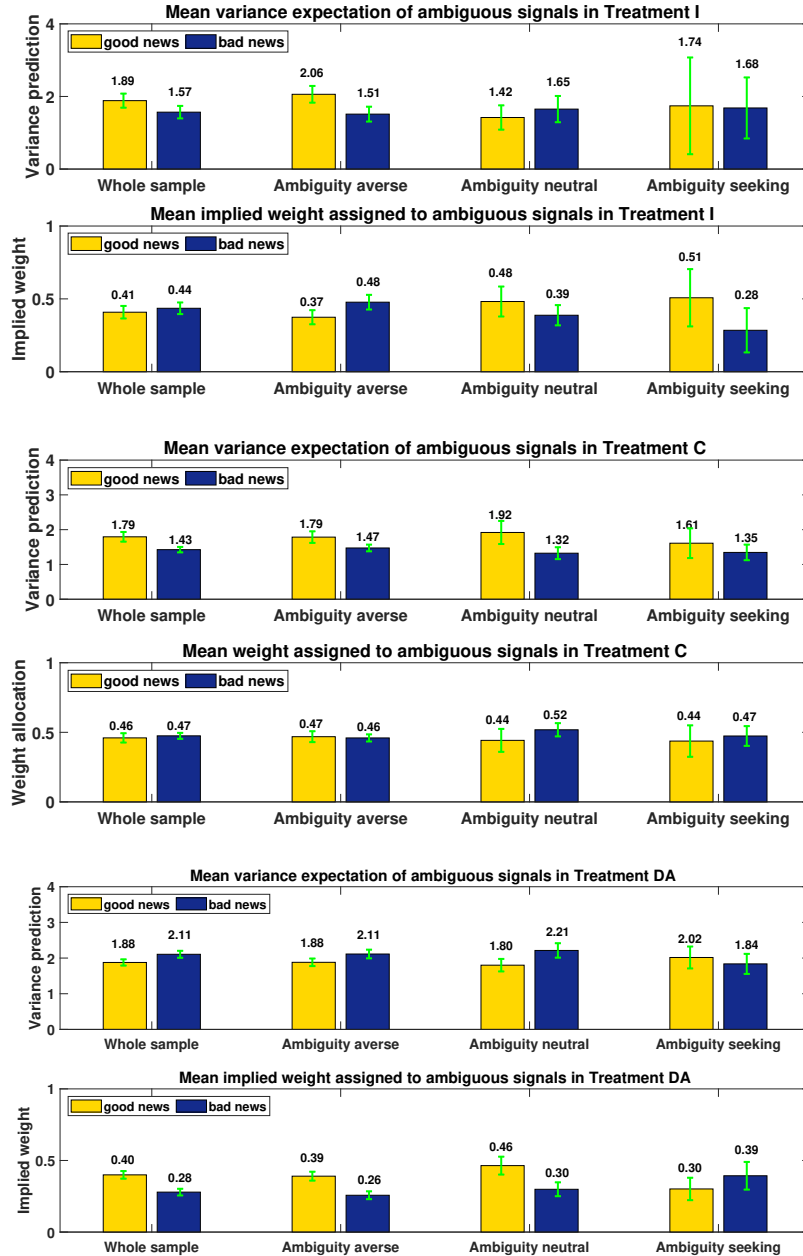 Mean variance expectation of ambiguous signals in Treatment I
Variance prediction
4
2
0
good news
bad news
1.89
1.57
2.06
1.51
1.42
1.65
1.74
1.68
Whole sample
Ambiguity averse
Ambiguity neutral
Ambiguity seeking
Mean implied weight assigned to ambiguous signals in Treatment I
Implied weight
1
0.5
0
good news
bad news
0.41
0.44
0.37
0.48
0.48
0.39
0.51
0.28
Whole sample
Ambiguity averse
Ambiguity neutral
Ambiguity seeking
Mean variance expectation of ambiguous signals in Treatment C
Variance prediction
4
3
2
1
0
good news
bad news
1.79
1.43
1.79
1.47
1.92
1.32
1.61
1.35
Whole sample
Ambiguity averse
Ambiguity neutral
Ambiguity seeking
Mean weight assigned to ambiguous signals in Treatment C
Weight allocation
1
0.5
0
good news
bad news
0.46
0.47
0.47
0.46
0.44
0.52
0.44
0.47
Whole sample
Ambiguity averse
Ambiguity neutral
Ambiguity seeking
Mean variance expectation of ambiguous signals in Treatment DA
Variance prediction
4
3
2
1
0
good news
bad news
1.88
2.11
1.88
2.11
1.80
2.21
2.02
1.84
Whole sample
Ambiguity averse
Ambiguity neutral
Ambiguity seeking
Mean implied weight assigned to ambiguous signals in Treatment DA
Implied weight
1
0.5
0
good news
bad news
0.40
0.28
0.39
0.26
0.46
0.30
0.30
0.39
Whole sample
Ambiguity averse
Ambiguity neutral
Ambiguity seeking